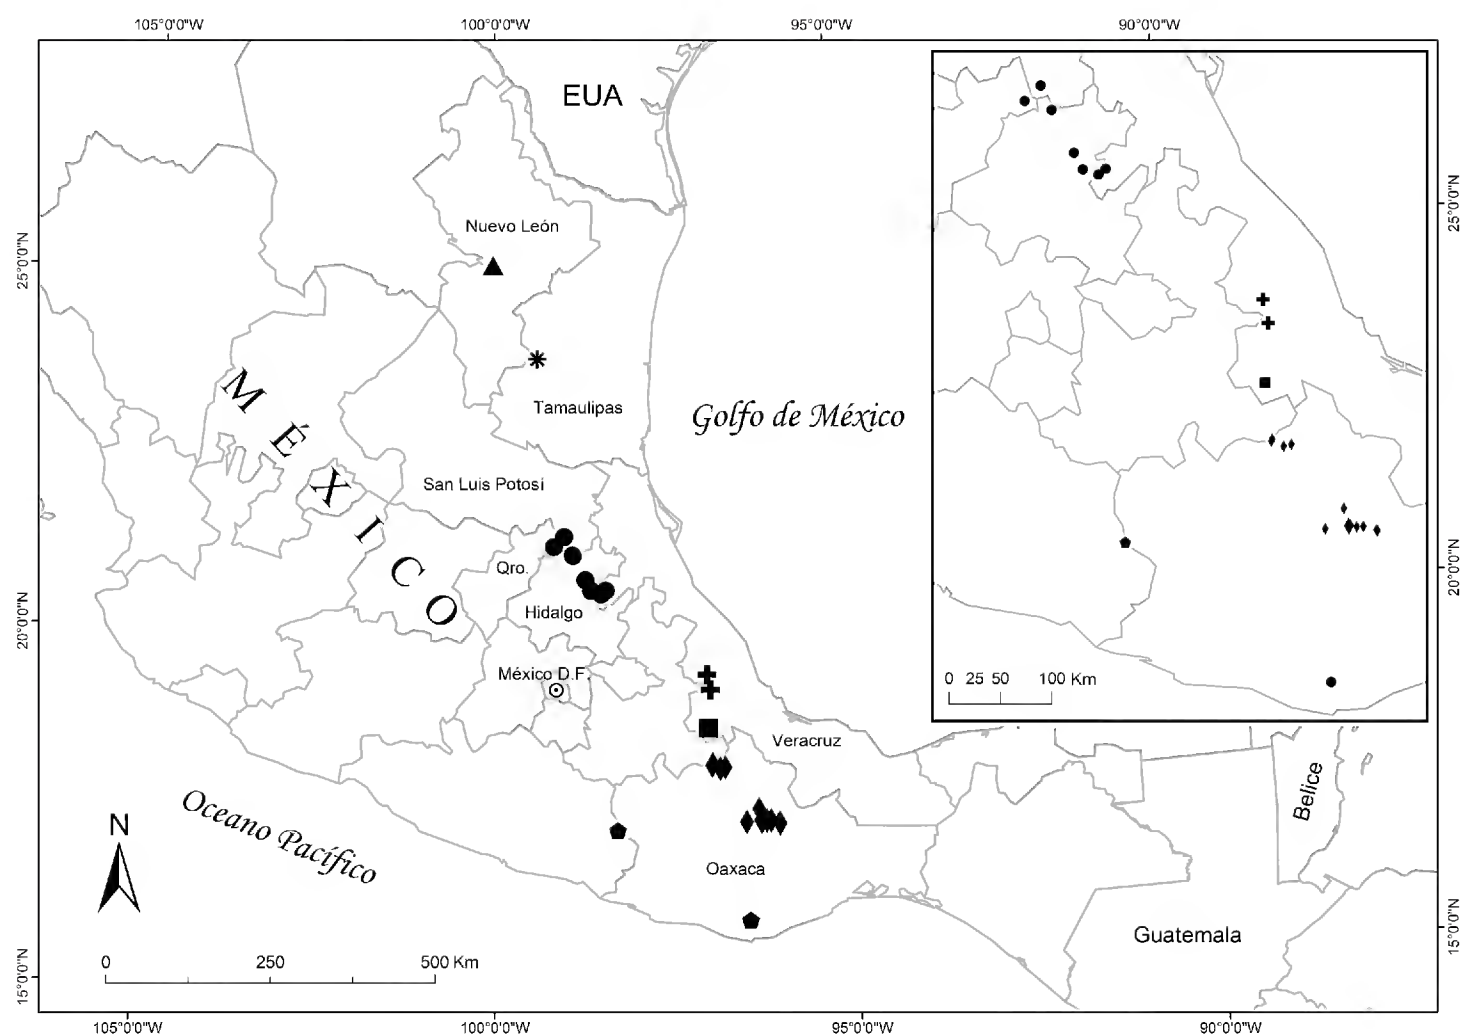 105°0'0"W 100°0'0"W 95°0'0"W 90°0'0"W
EUA
Nuevo León
25°0'0"N
25°0'0"N
Tamaulipas
MÉXICO
Golfo de México
San Luis Potosí
Qro.
Hidalgo
20°0'0"N
20°0'0"N
México D.F.
0 25 50 100 Km
Veracruz
Belice
Oceano Pacífico
N
Oaxaca
Guatemala
0 250 500 Km
15°0'0"N
15°0'0"N
105°0'0"W 100°0'0"W 95°0'0"W 90°0'0"W